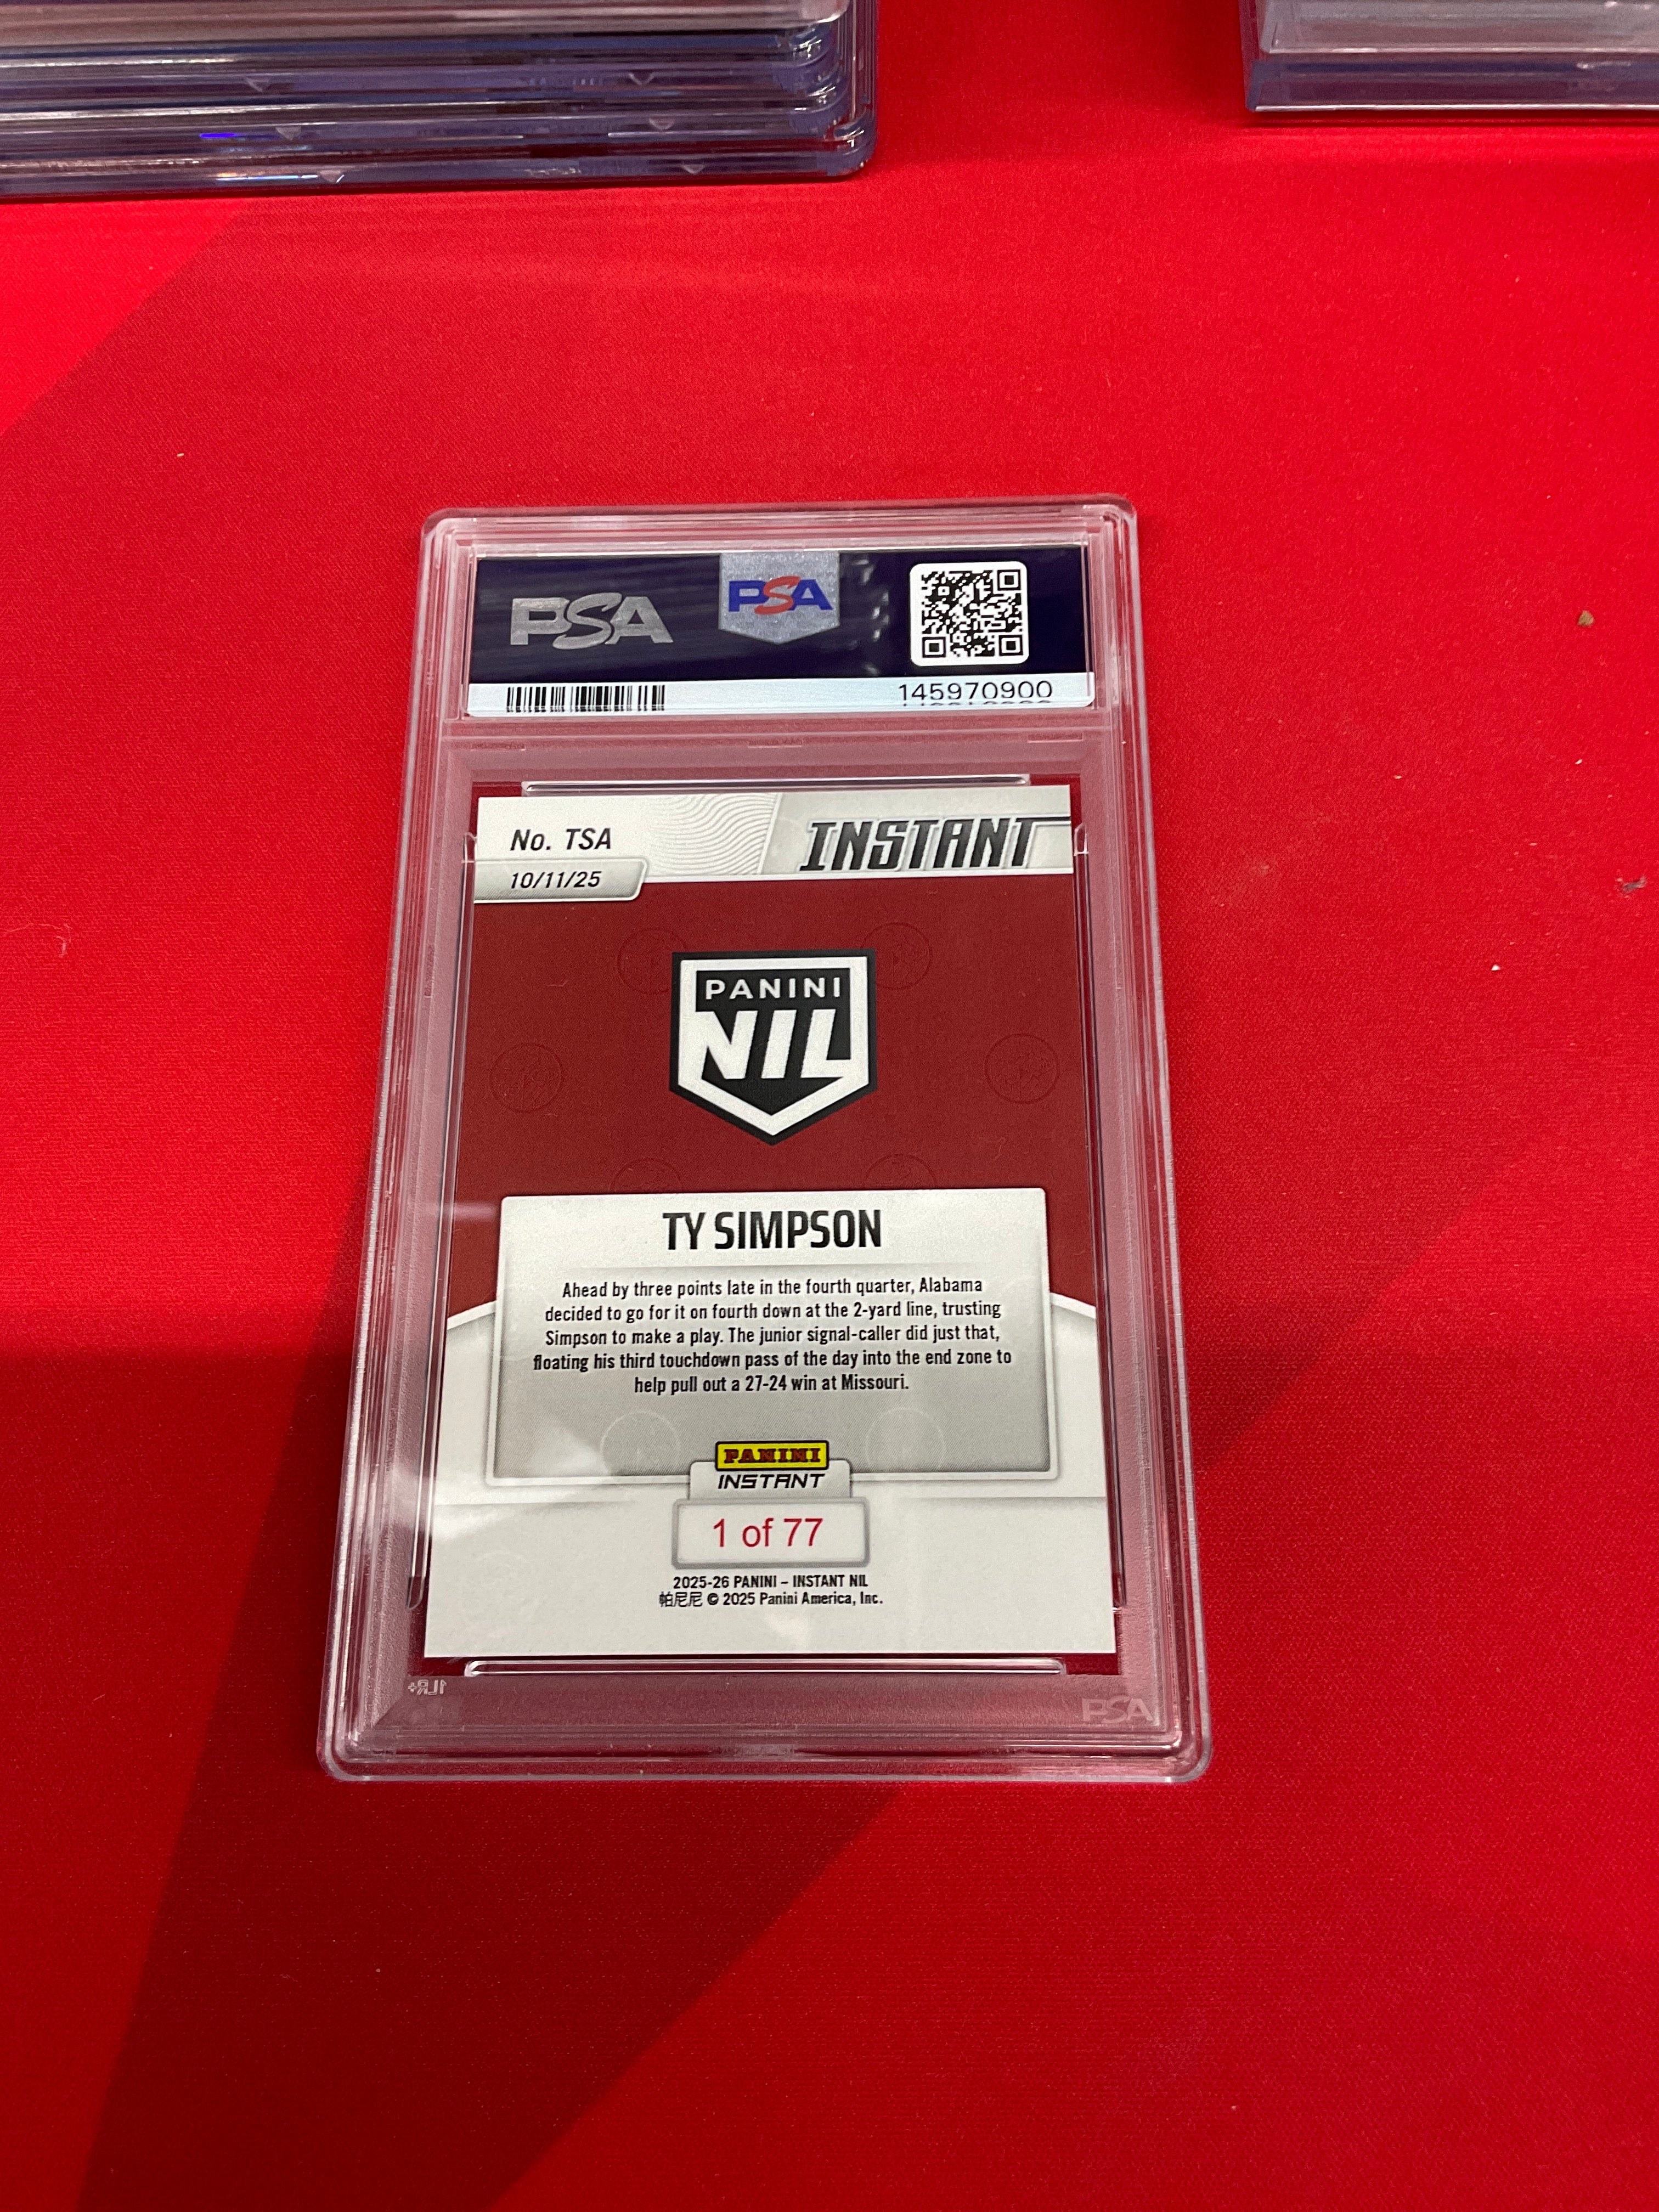 PSA
PSA
145970900
No. TSA
INSTANT
10/11/25
PANINI
NIL
TY SIMPSON
Ahead by three points late in the fourth quarter, Alabama
decided to go for it on fourth down at the 2-yard line, trusting
Simpson to make a play. The junior signal-caller did just that,
floating his third touchdown pass of the day into the end zone to
help pull out a 27-24 win at Missouri.
PANINI
INSTANT
1 of 77
2025-26 PANINI – INSTANT NIL
帕尼尼 © 2025 Panini America, Inc.
PSA